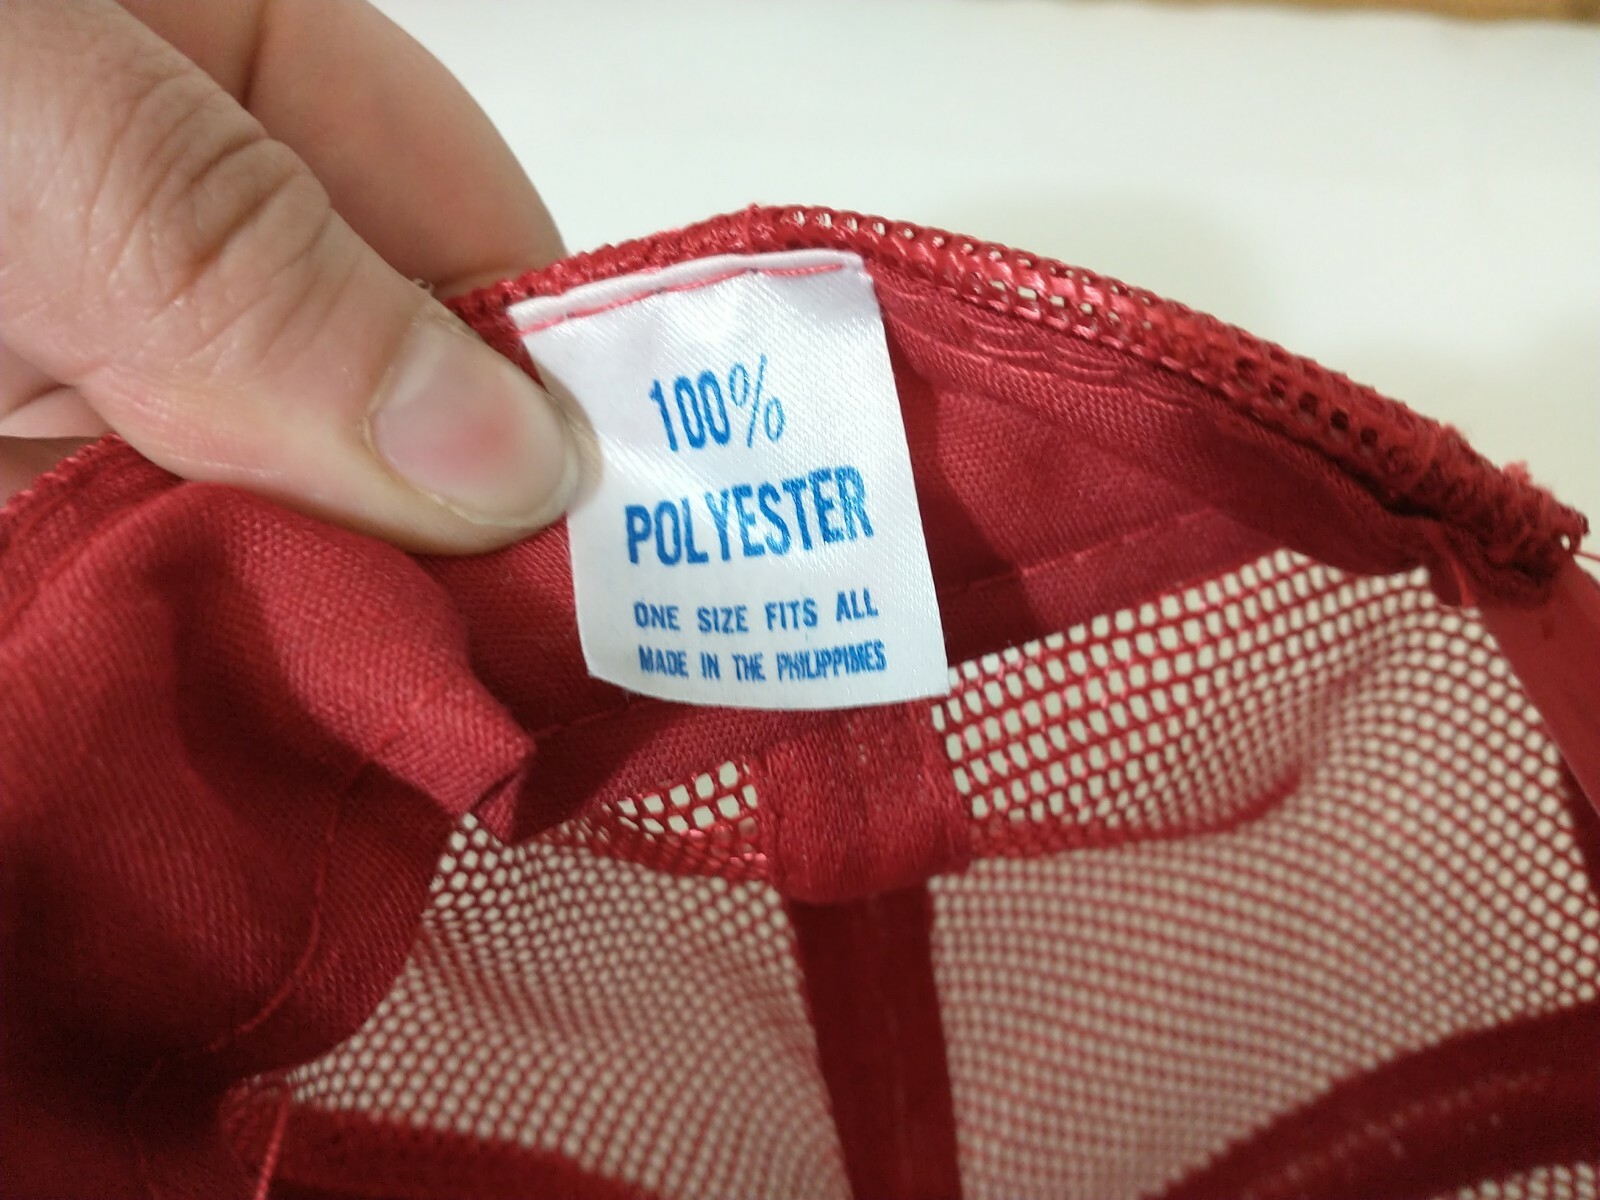 100%
POLYESTER
ONE SIZE FITS ALL
MADE IN THE PHILIPPINES